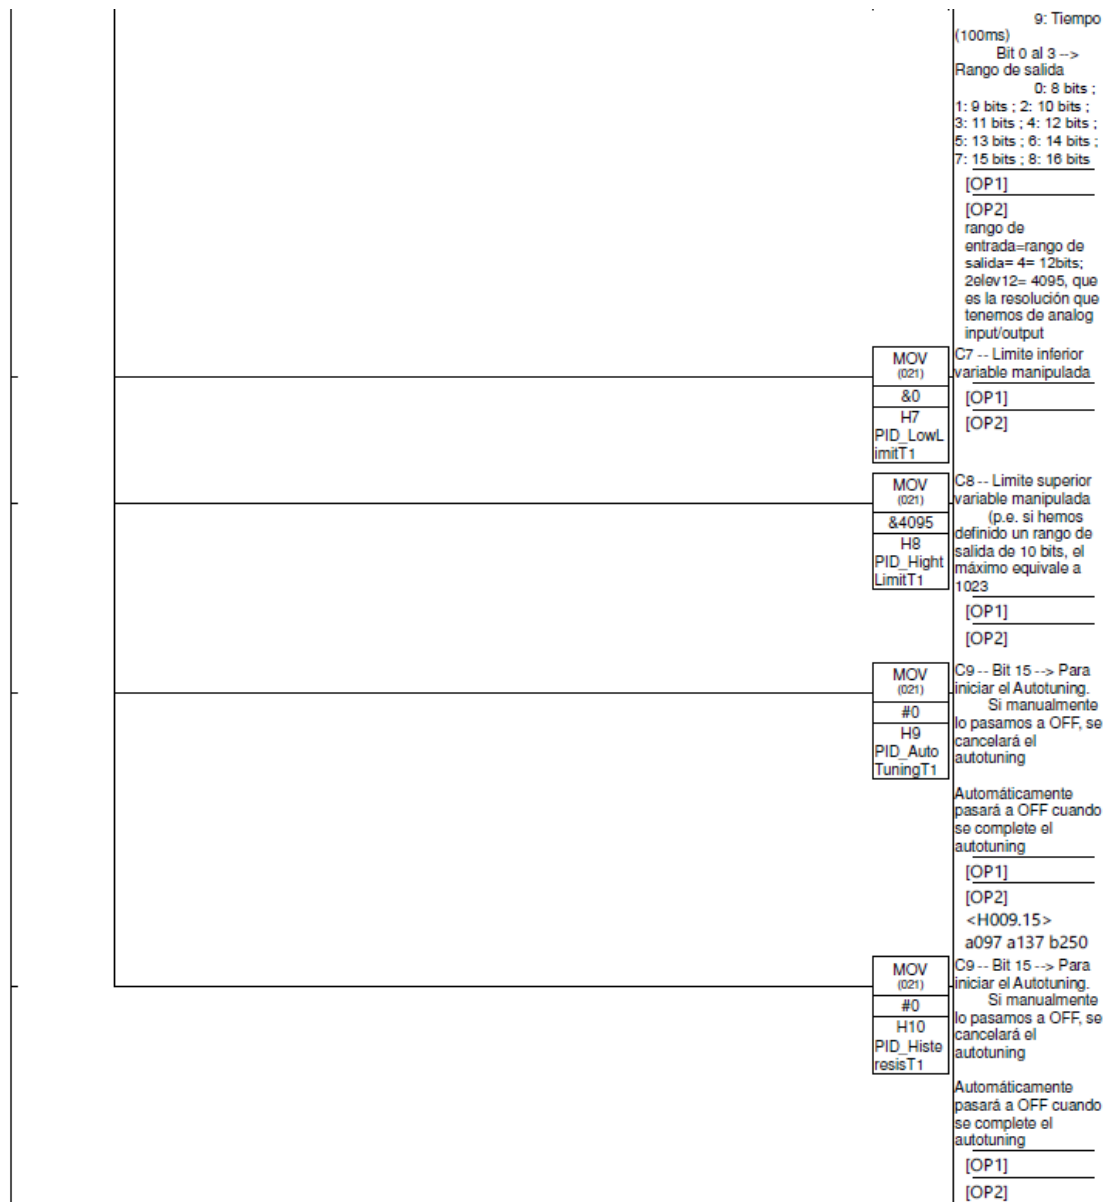 9: Tiempo
(100ms)
Bit 0 al 3 -->
Rango de salida
0: 8 bits ;
1: 9 bits ; 2: 10 bits ;
3: 11 bits ; 4: 12 bits ;
5: 13 bits ; 6: 14 bits ;
7: 15 bits ; 8: 16 bits
[OP1]
[OP2]
rango de
entrada=rango de
salida= 4= 12bits;
2elev12= 4095, que
es la resolución que
tenemos de analog
input/output
MOV
(021)
&0
H7
PID_LowL
imitT1
C7 -- Limite inferior
variable manipulada
[OP1]
[OP2]
MOV
(021)
&4095
H8
PID_Hight
LimitT1
C8 -- Limite superior
variable manipulada
(p.e. si hemos
definido un rango de
salida de 10 bits, el
máximo equivale a
1023
[OP1]
[OP2]
MOV
(021)
#0
H9
PID_Auto
TuningT1
C9 -- Bit 15 --> Para
iniciar el Autotuning.
Si manualmente
lo pasamos a OFF, se
cancelará el
autotuning
Automáticamente
pasará a OFF cuando
se complete el
autotuning
[OP1]
[OP2]
<H009.15>
a097 a137 b250
MOV
(021)
#0
H10
PID_Histe
resisT1
C9 -- Bit 15 --> Para
iniciar el Autotuning.
Si manualmente
lo pasamos a OFF, se
cancelará el
autotuning
Automáticamente
pasará a OFF cuando
se complete el
autotuning
[OP1]
[OP2]